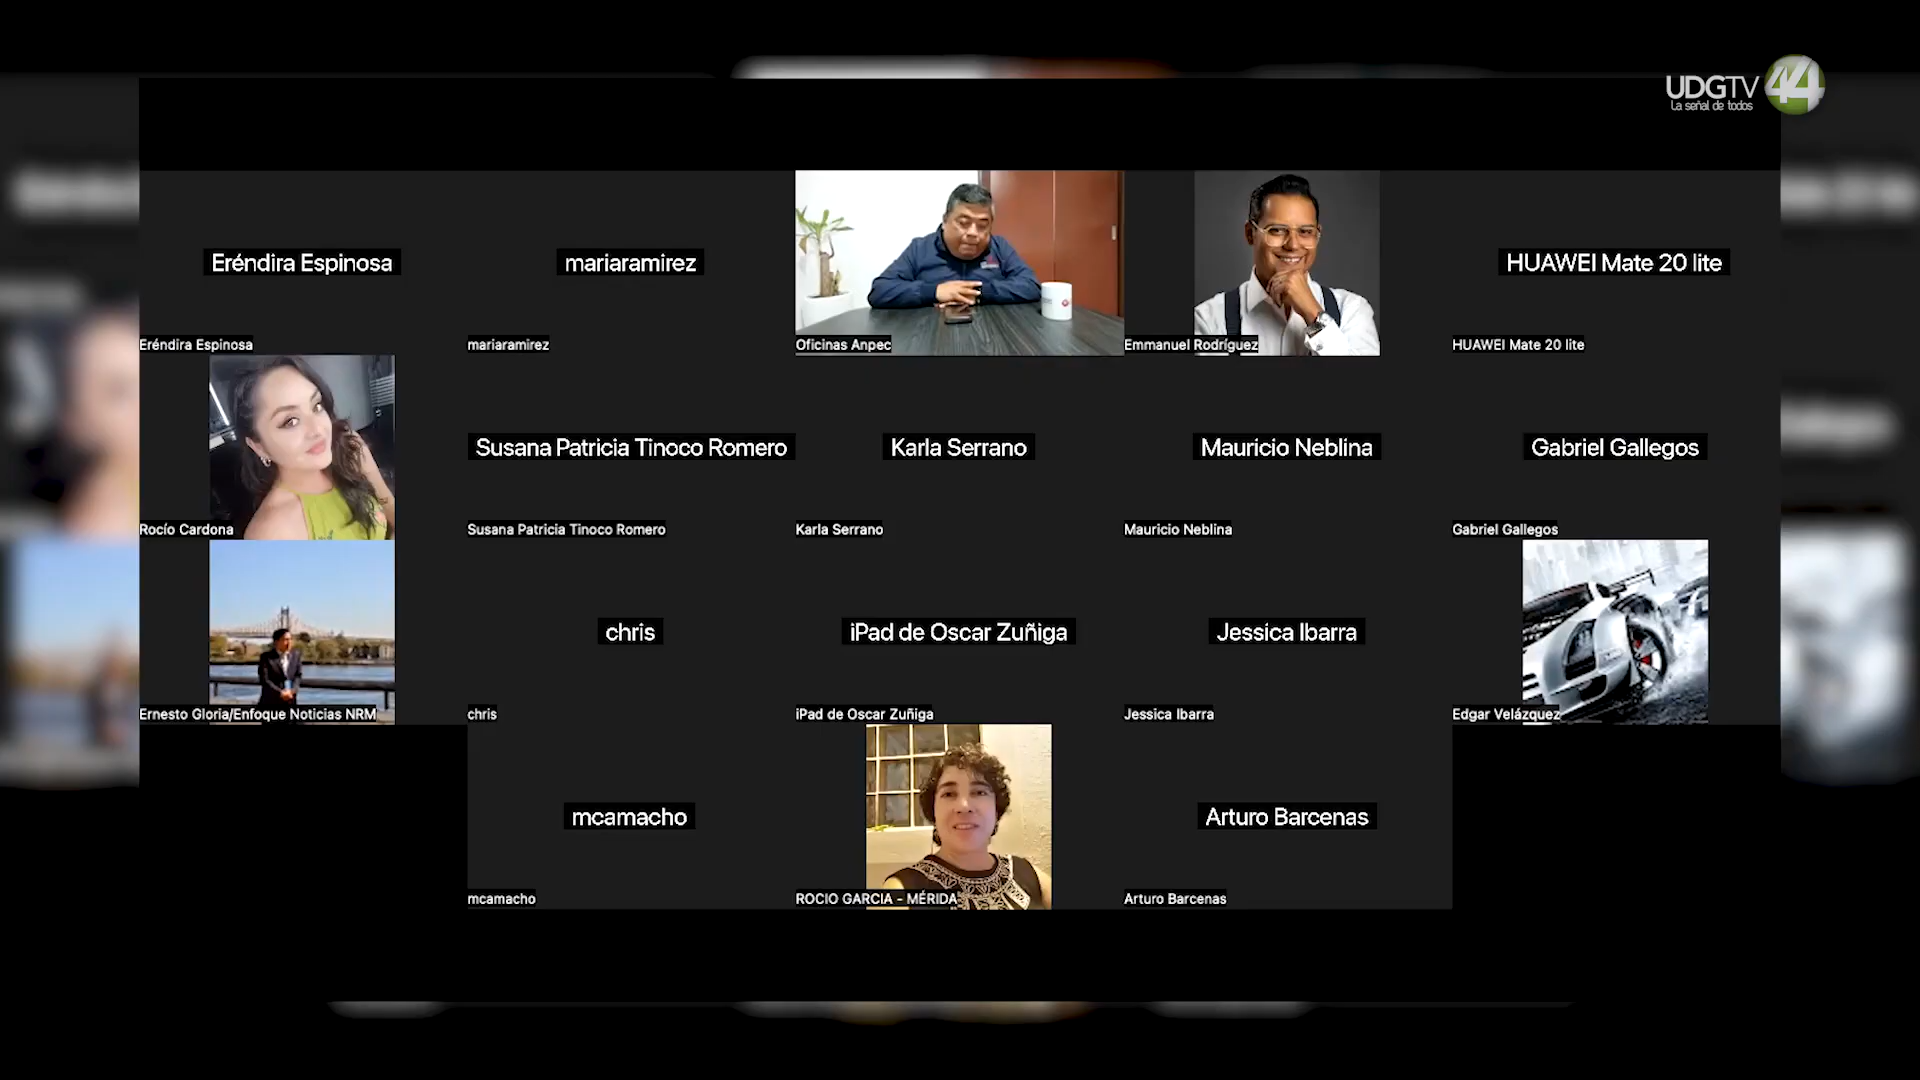 UDGTV 44
La señal de todos
Eréndira Espinosa
mariaramirez
HUAWEI Mate 20 lite
Eréndira Espinosa
mariaramirez
Oficinas Anpec
Emmanuel Rodríguez
HUAWEI Mate 20 lite
Susana Patricia Tinoco Romero
Karla Serrano
Mauricio Neblina
Gabriel Gallegos
Rocío Cardona
Susana Patricia Tinoco Romero
Karla Serrano
Mauricio Neblina
Gabriel Gallegos
chris
iPad de Oscar Zuñiga
Jessica Ibarra
Ernesto Gloria/Enfoque Noticias NRM
chris
iPad de Oscar Zuñiga
Jessica Ibarra
Edgar Velázquez
mcamacho
Arturo Barcenas
mcamacho
ROCIO GARCIA - MÉRIDA
Arturo Barcenas